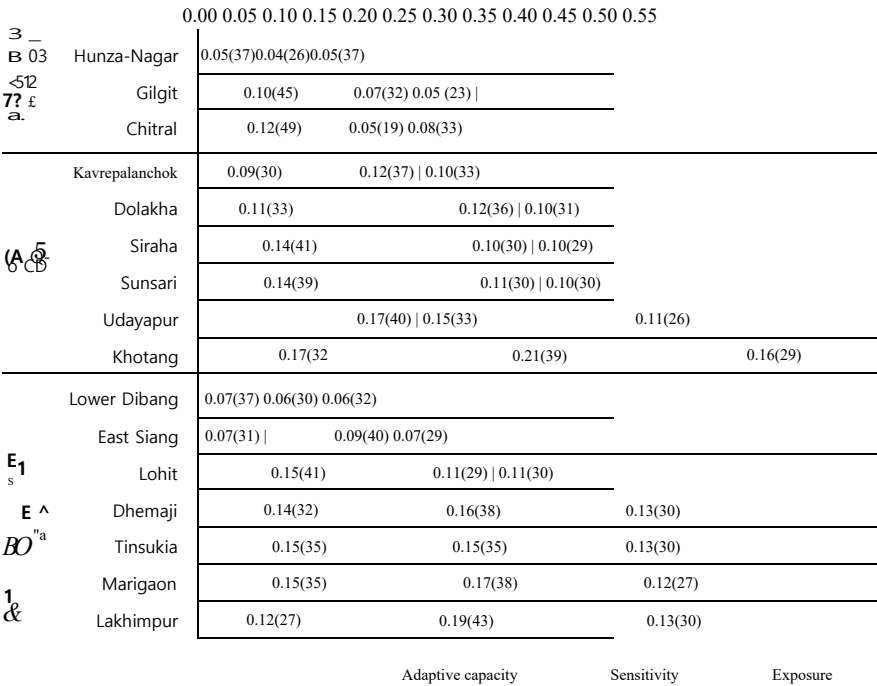 0.00 0.05 0.10 0.15 0.20 0.25 0.30 0.35 0.40 0.45 0.50 0.55
3 _
B 03
Hunza-Nagar 0.05(37)0.04(26)0.05(37)
<512
7? £
Gilgit 0.10(45) 0.07(32) 0.05 (23) |
a.
Chitral 0.12(49) 0.05(19) 0.08(33)
Kavrepalanchok 0.09(30) 0.12(37) | 0.10(33)
Dolakha 0.11(33) 0.12(36) | 0.10(31)
Siraha 0.14(41) 0.10(30) | 0.10(29)
Sunsari 0.14(39) 0.11(30) | 0.10(30)
Udayapur 0.17(40) | 0.15(33) 0.11(26)
Khotang 0.17(32 0.21(39) 0.16(29)
Lower Dibang 0.07(37) 0.06(30) 0.06(32)
East Siang 0.07(31) | 0.09(40) 0.07(29)
E1
s
Lohit 0.15(41) 0.11(29) | 0.11(30)
E ^
Dhemaji 0.14(32) 0.16(38) 0.13(30)
BO"a
Tinsukia 0.15(35) 0.15(35) 0.13(30)
Marigaon 0.15(35) 0.17(38) 0.12(27)
1
&
Lakhimpur 0.12(27) 0.19(43) 0.13(30)
Adaptive capacity Sensitivity Exposure